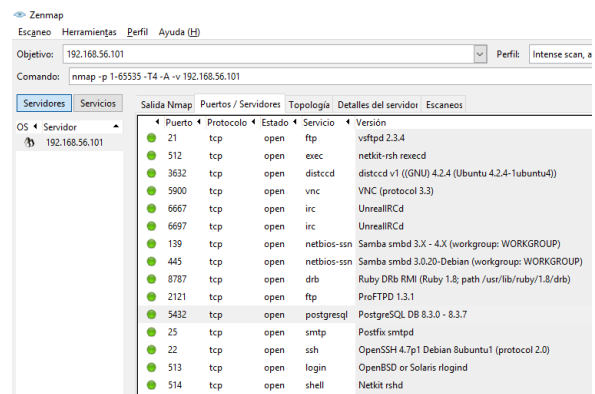 Zenmap
Escaneo Herramientas Perfil Ayuda (H)
Objetivo: 192.168.56.101 Perfil: Intense scan, a
Comando: nmap -p 1-65535 -T4 -A -v 192.168.56.101
Servidores Servicios Salida Nmap Puertos / Servidores Topología Detalles del servidor Escaneos
OS Servidor Puerto Protocolo Estado Servicio Versión
192.168.56.101 21 tcp open ftp vsftpd 2.3.4
512 tcp open exec netkit-rsh rexecd
3632 tcp open distccd distccd v1 ((GNU) 4.2.4 (Ubuntu 4.2.4-1ubuntu4))
5900 tcp open vnc VNC (protocol 3.3)
6667 tcp open irc UnrealIRCd
6697 tcp open irc UnrealIRCd
139 tcp open netbios-ssn Samba smbd 3.X - 4.X (workgroup: WORKGROUP)
445 tcp open netbios-ssn Samba smbd 3.0.20-Debian (workgroup: WORKGROUP)
8787 tcp open drb Ruby DRb RMI (Ruby 1.8; path /usr/lib/ruby/1.8/drb)
2121 tcp open ftp ProFTPD 1.3.1
5432 tcp open postgresql PostgreSQL DB 8.3.0 - 8.3.7
25 tcp open smtp Postfix smtpd
22 tcp open ssh OpenSSH 4.7p1 Debian 8ubuntu1 (protocol 2.0)
513 tcp open login OpenBSD or Solaris rlogind
514 tcp open shell Netkit rshd